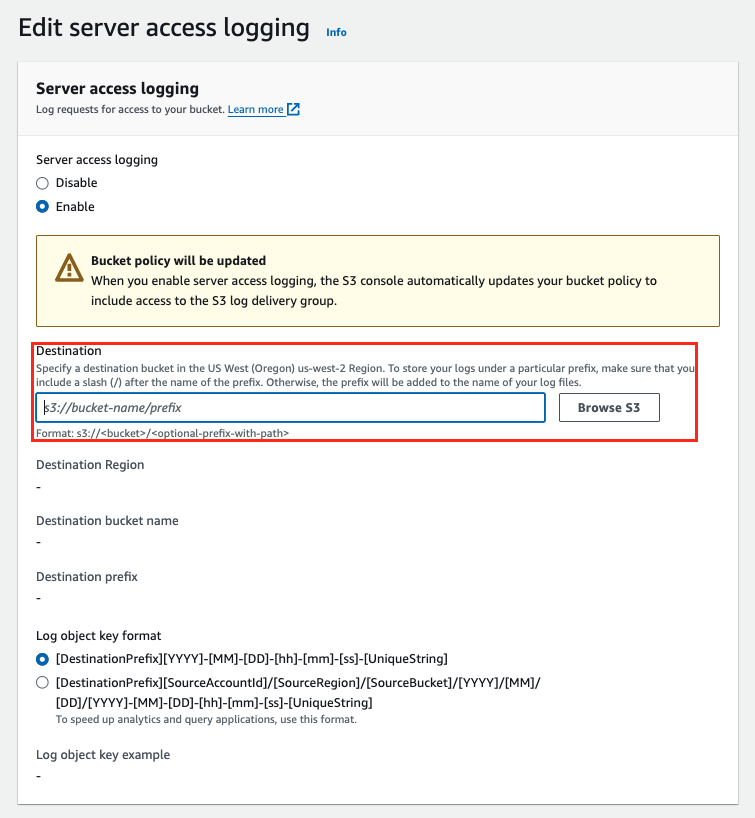 Edit server access logging Info
Server access logging
Log requests for access to your bucket. Learn more
Server access logging
Disable
Enable
Bucket policy will be updated
When you enable server access logging, the S3 console automatically updates your bucket policy to
include access to the S3 log delivery group.
Destination
Specify a destination bucket in the US West (Oregon) us-west-2 Region. To store your logs under a particular prefix, make sure that you
include a slash (/) after the name of the prefix. Otherwise, the prefix will be added to the name of your log files.
s3://bucket-name/prefix Browse S3
Format: s3://<bucket>/<optional-prefix-with-path>
Destination Region
-
Destination bucket name
-
Destination prefix
-
Log object key format
[DestinationPrefix][YYYY]-[MM]-[DD]-[hh]-[mm]-[ss]-[UniqueString]
[DestinationPrefix][SourceAccountId]/[SourceRegion]/[SourceBucket]/[YYYY]/[MM]/
[DD]/[YYYY]-[MM]-[DD]-[hh]-[mm]-[ss]-[UniqueString]
To speed up analytics and query applications, use this format.
Log object key example
-